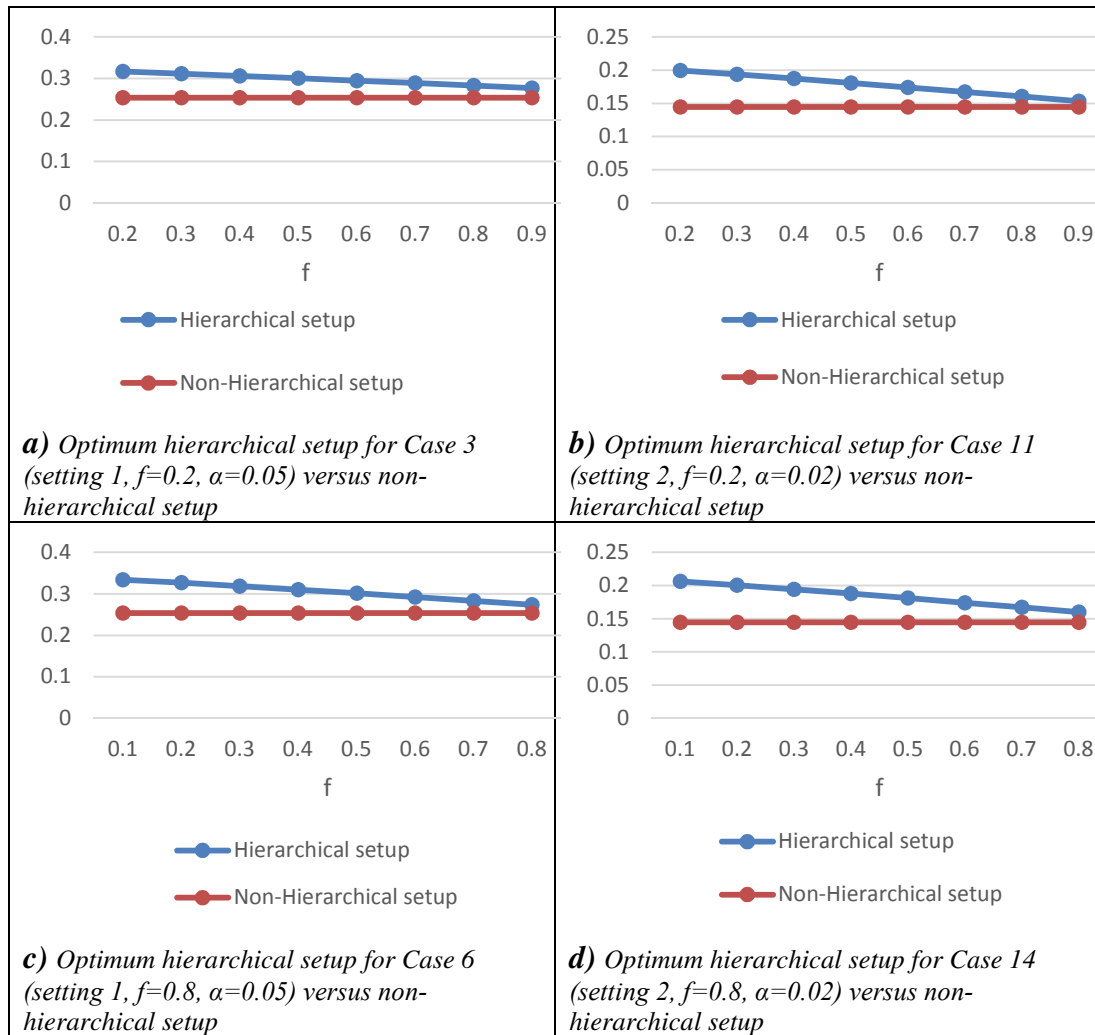 0.4
0.3
0.2
0.1
0
0.2 0.3 0.4 0.5 0.6 0.7 0.8 0.9
f
Hierarchical setup
Non-Hierarchical setup
a) Optimum hierarchical setup for Case 3
(setting 1, f=0.2, α=0.05) versus non-
hierarchical setup
0.25
0.2
0.15
0.1
0.05
0
0.2 0.3 0.4 0.5 0.6 0.7 0.8 0.9
f
Hierarchical setup
Non-Hierarchical setup
b) Optimum hierarchical setup for Case 11
(setting 2, f=0.2, α=0.02) versus non-
hierarchical setup
0.4
0.3
0.2
0.1
0
0.1 0.2 0.3 0.4 0.5 0.6 0.7 0.8
f
Hierarchical setup
Non-Hierarchical setup
c) Optimum hierarchical setup for Case 6
(setting 1, f=0.8, α=0.05) versus non-
hierarchical setup
0.25
0.2
0.15
0.1
0.05
0
0.1 0.2 0.3 0.4 0.5 0.6 0.7 0.8
f
Hierarchical setup
Non-Hierarchical setup
d) Optimum hierarchical setup for Case 14
(setting 2, f=0.8, α=0.02) versus non-
hierarchical setup